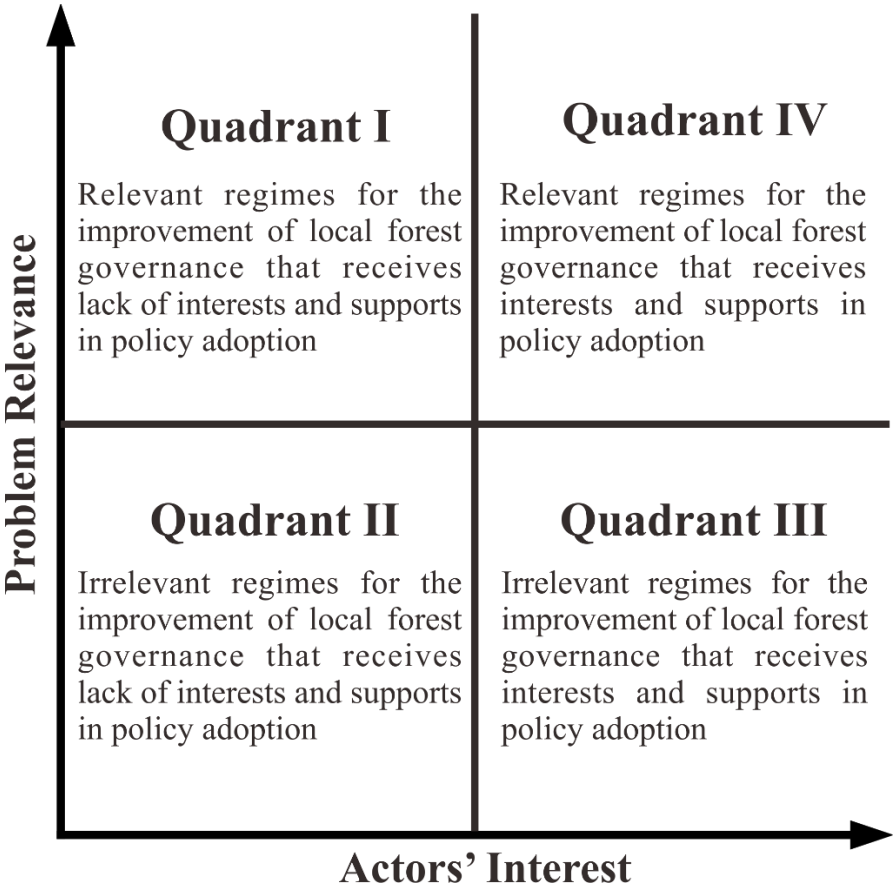 Problem Relevance
Quadrant I
Relevant regimes for the
improvement of local forest
governance that receives
lack of interests and supports
in policy adoption
Quadrant IV
Relevant regimes for the
improvement of local forest
governance that receives
interests and supports in
policy adoption
Quadrant II
Irrelevant regimes for the
improvement of local forest
governance that receives
lack of interests and supports
in policy adoption
Quadrant III
Irrelevant regimes for the
improvement of local forest
governance that receives
interests and supports in
policy adoption
Actors’ Interest